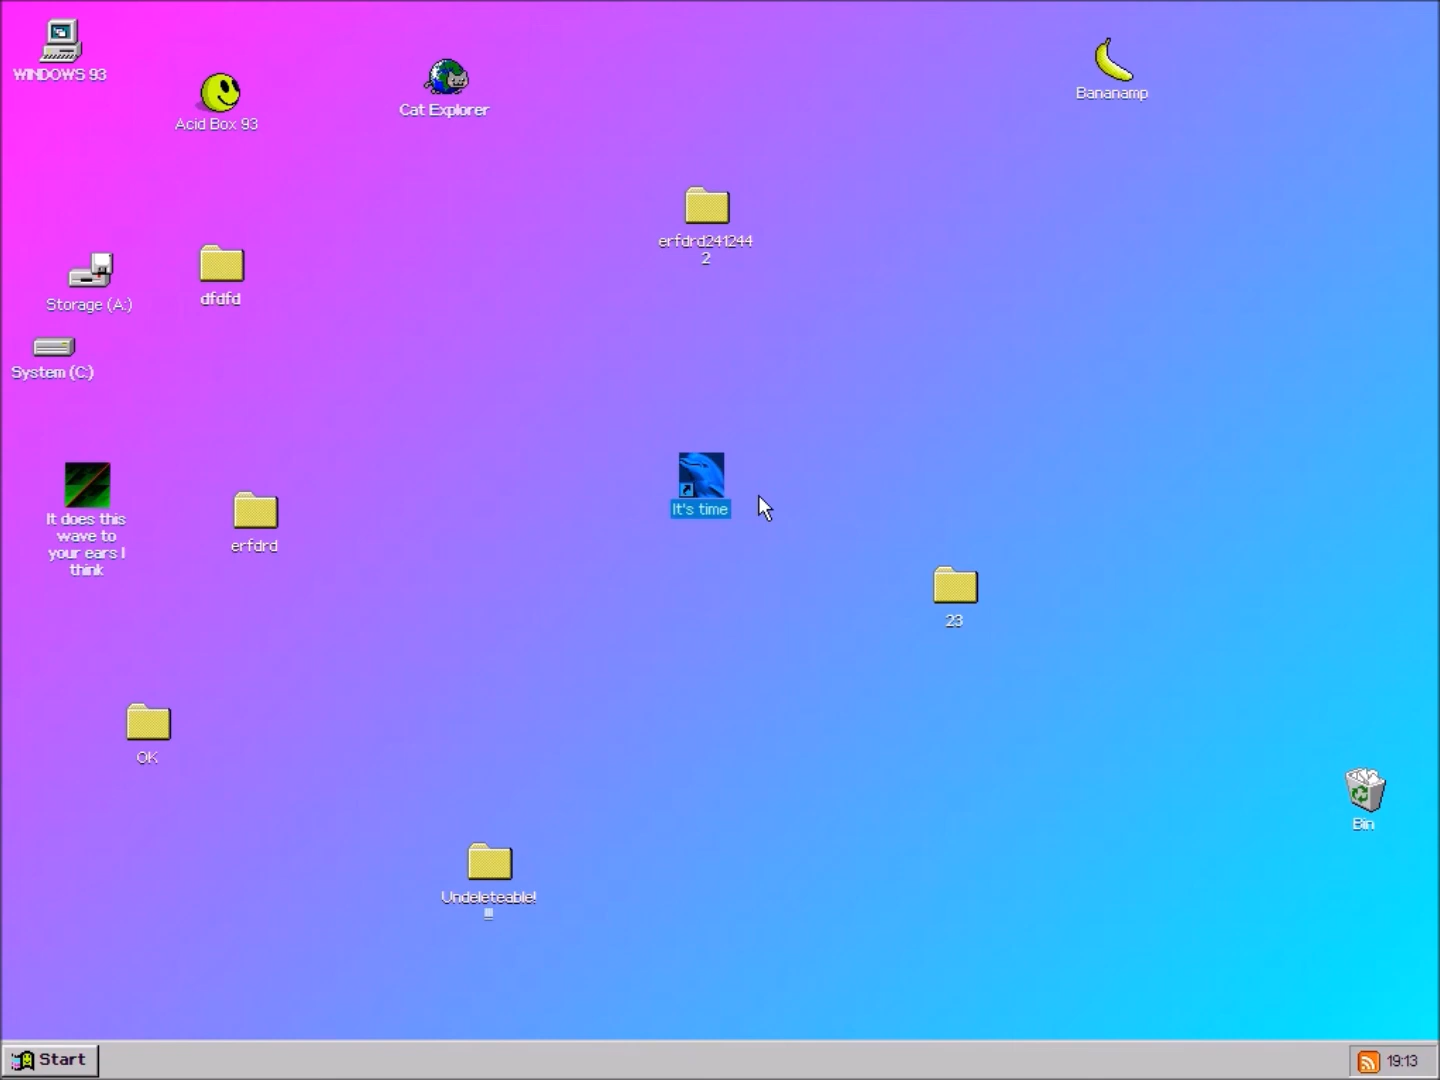 WINDOWS 93
Acid Box 93
Cat Explorer
Bananamp
erfdrd241244
2
Storage (A:)
dfdfd
System (C:)
It's time
It does this
wave to
your ears I
think
erfdrd
23
OK
Bin
Undeleteable!
!!!
Start
19:13